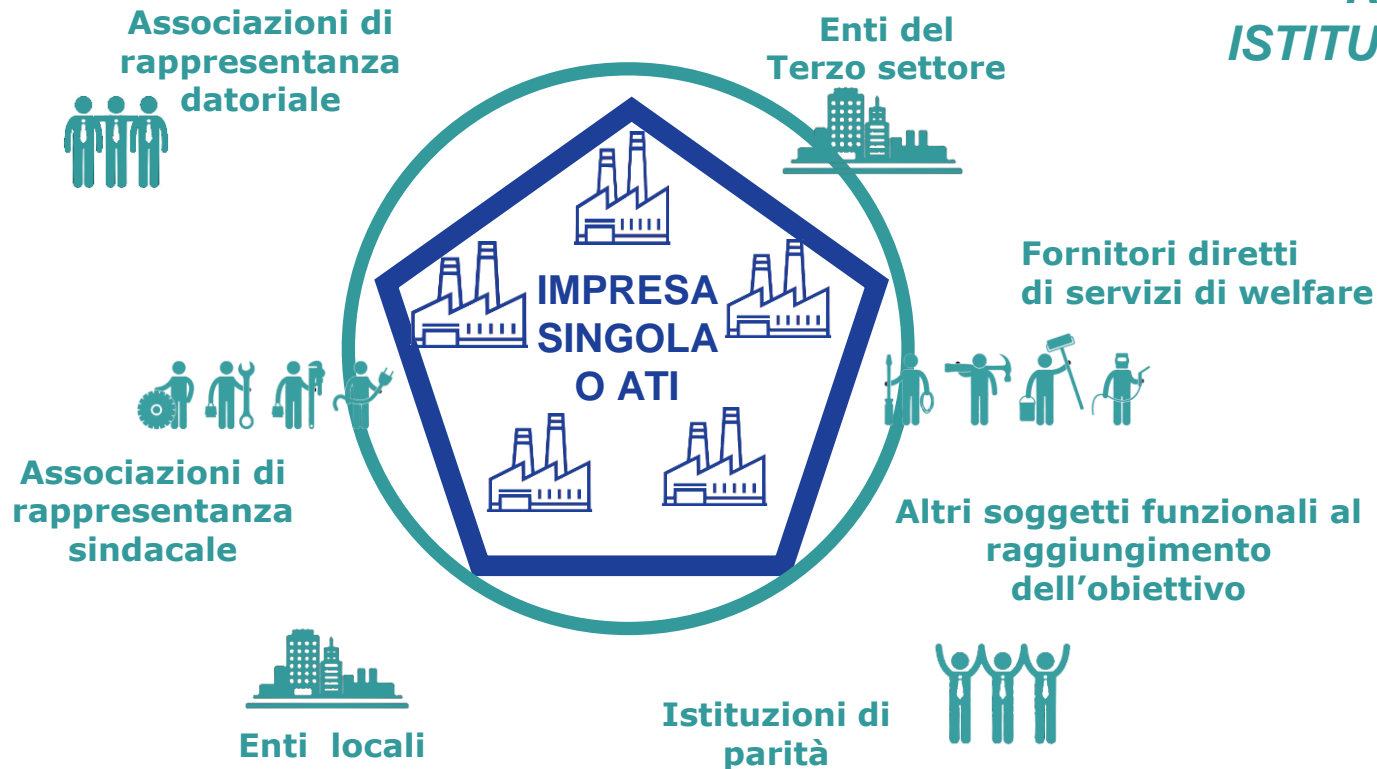 Associazioni di
rappresentanza
datoriale
Enti del
Terzo settore
ISTITU
Fornitori diretti
di servizi di welfare
IMPRESA
SINGOLA
O ATI
Associazioni di
rappresentanza
sindacale
Altri soggetti funzionali al
raggiungimento
dell’obiettivo
Enti  locali
Istituzioni di
parità